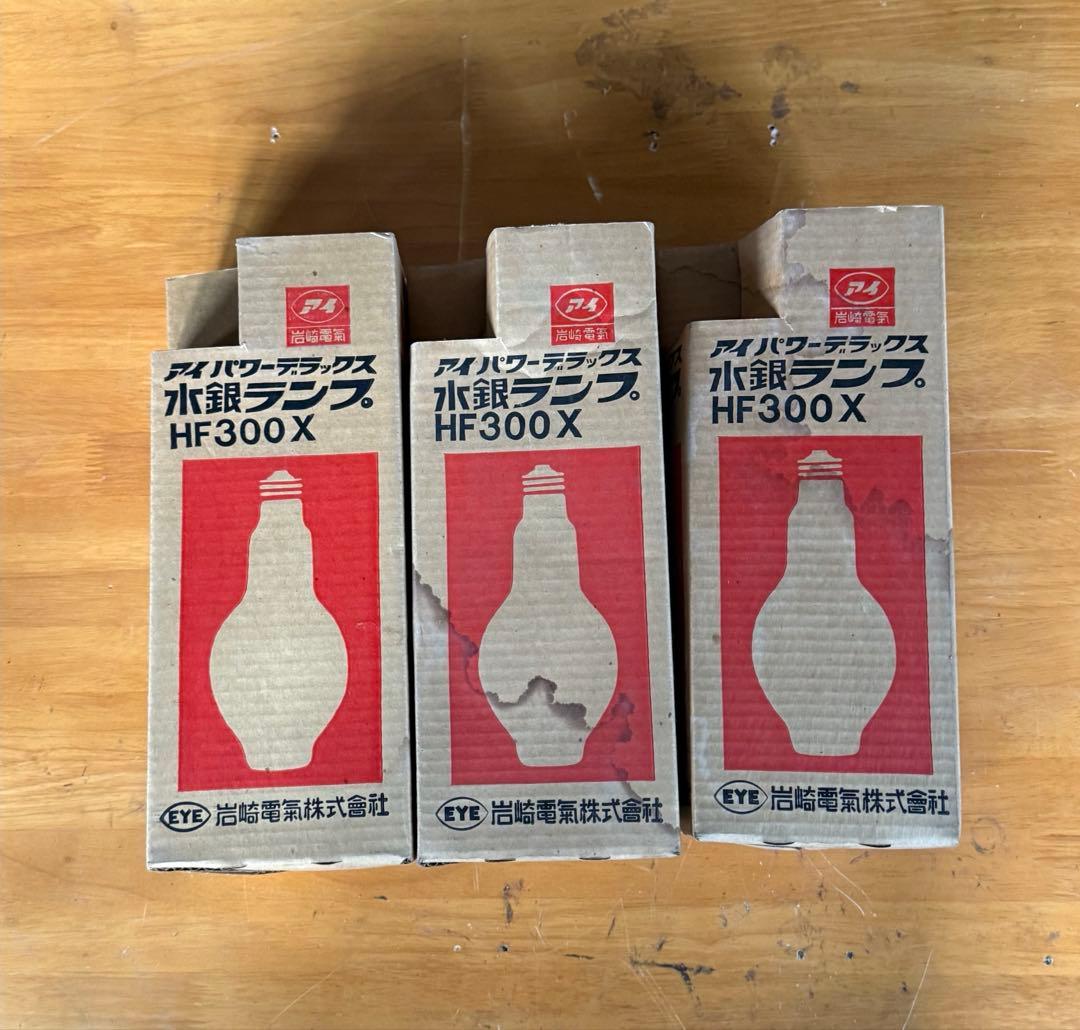 アイ
岩崎電氣
アイ パワーデラックス
水銀ランプ。
HF300X
EYE 岩崎電氣株式會社
アイ
岩崎電氣
アイ パワーデラックス
水銀ランプ。
HF300X
EYE 岩崎電氣株式會社
アイ
岩崎電氣
アイ パワーデラックス
水銀ランプ。
HF300X
EYE 岩崎電氣株式會社